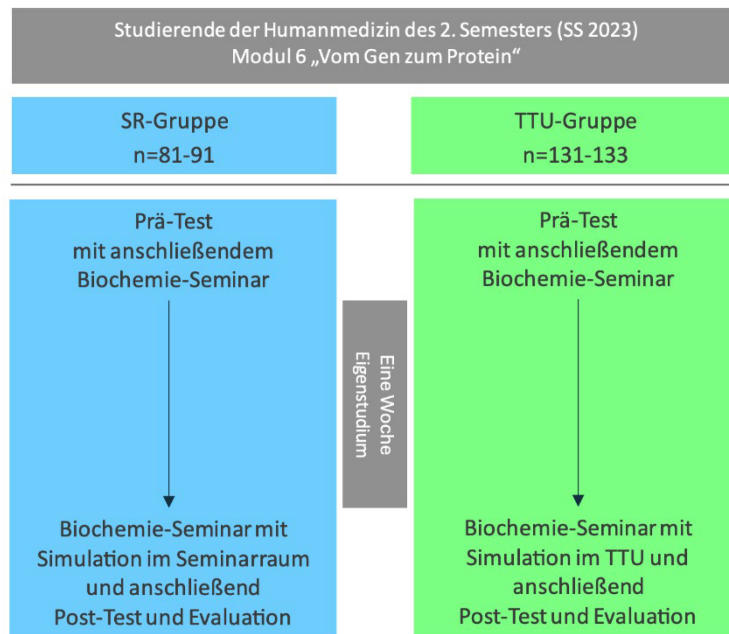 Studierende der Humanmedizin des 2. Semesters (SS 2023)
Modul 6 „Vom Gen zum Protein“
SR-Gruppe
n=81-91
TTU-Gruppe
n=131-133
Prä-Test
mit anschließendem
Biochemie-Seminar
Prä-Test
mit anschließendem
Biochemie-Seminar
Eine Woche
Eigenstudium
Biochemie-Seminar mit
Simulation im Seminarraum
und anschließend
Post-Test und Evaluation
Biochemie-Seminar mit
Simulation im TTU und
anschließend
Post-Test und Evaluation